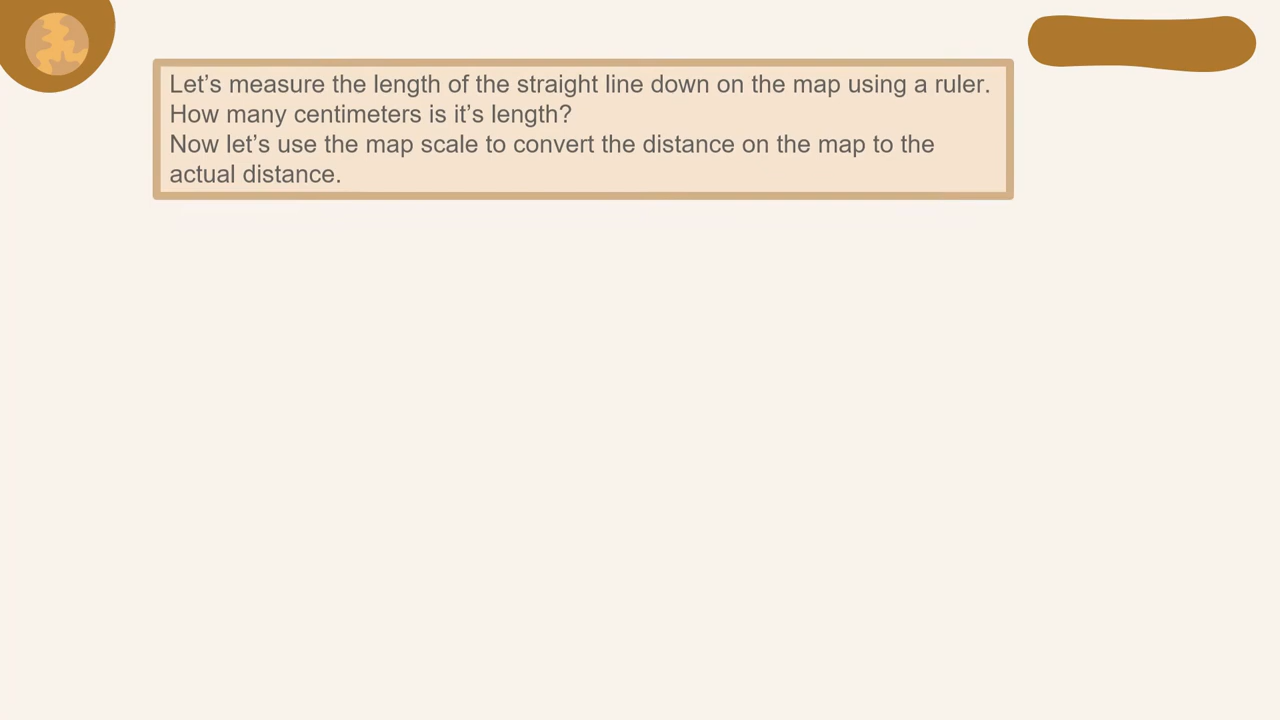 Let’s measure the length of the straight line down on the map using a ruler.
How many centimeters is it’s length?
Now let’s use the map scale to convert the distance on the map to the
actual distance.